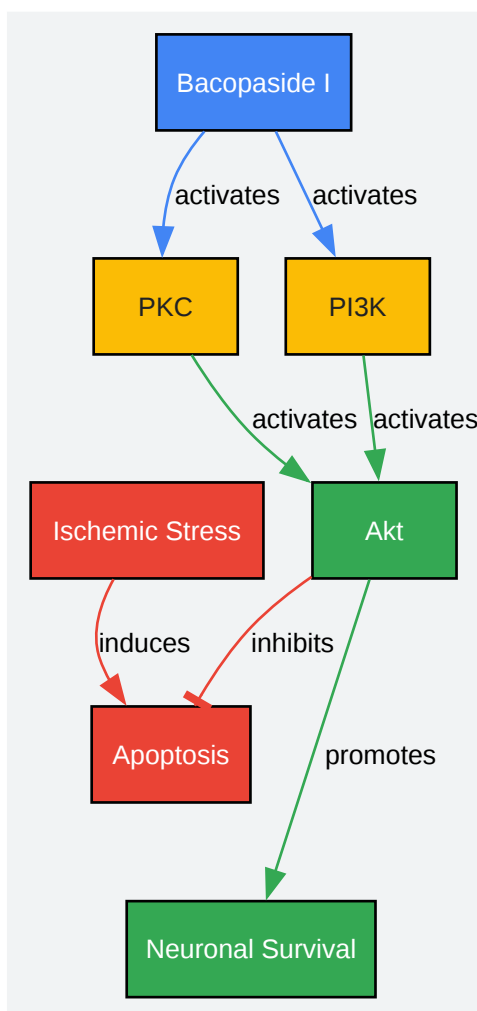 Bacopaside I
activates
activates
PKC
PI3K
activates
activates
Ischemic Stress
Akt
induces
inhibits
Apoptosis
promotes
Neuronal Survival